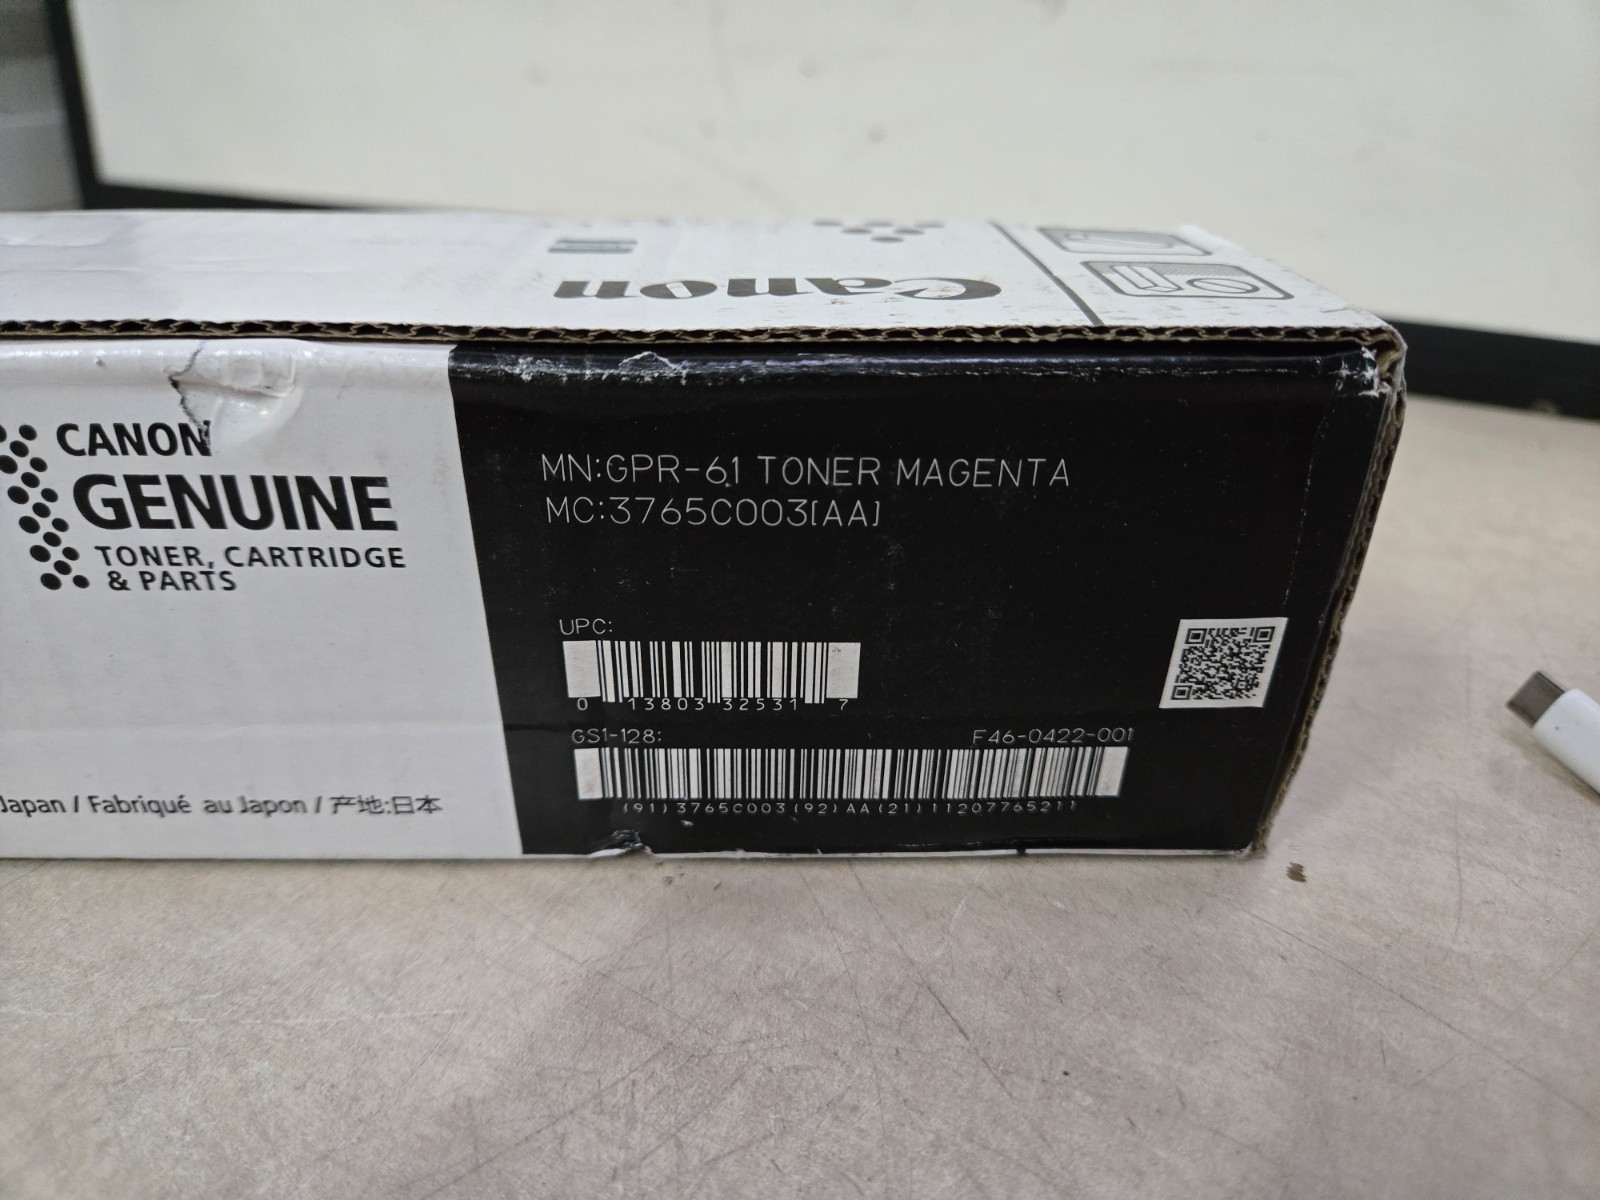 Canon
CANON
GENUINE
TONER, CARTRIDGE
& PARTS
Japan / Fabriqué au Japon / 产地:日本
MN:GPR-61 TONER MAGENTA
MC:3765C003[AA]
UPC:
0 13803 32531 7
GS1-128: F46-0422-001
(91)3765C003(92)AA(21)11207765211